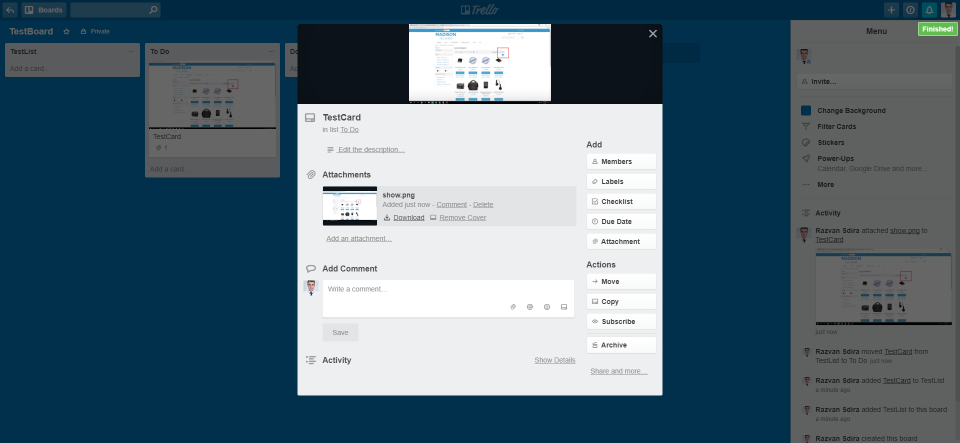 Boards
Trello
TestBoard
Private
Finished!
Menu
TestList
Add a card...
To Do
TestCard
1
Add a card...
Do
MADISON
TestCard
in list To Do
Edit the description...
Attachments
show.png
Added just now - Comment - Delete
Download
Remove Cover
Add an attachment...
Add Comment
Write a comment...
Save
Activity
Show Details
Add
Members
Labels
Checklist
Due Date
Attachment
Actions
Move
Copy
Subscribe
Archive
Share and more...
Invite...
Change Background
Filter Cards
Stickers
Power-Ups
Calendar, Google Drive and more...
More
Activity
Razvan Sdira attached show.png to
TestCard
just now
Razvan Sdira moved TestCard from
TestList to To Do just now
Razvan Sdira added TestCard to TestList
a minute ago
Razvan Sdira added TestList to this board
a minute ago
Razvan Sdira created this board